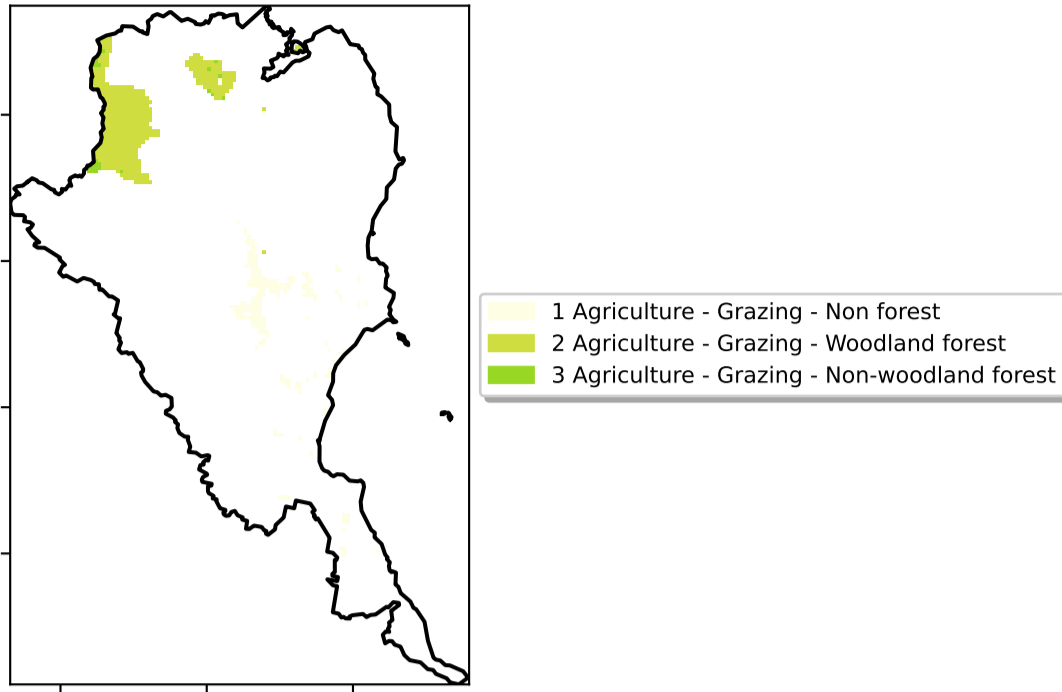 1 Agriculture - Grazing - Non forest
2 Agriculture - Grazing - Woodland forest
3 Agriculture - Grazing - Non-woodland forest